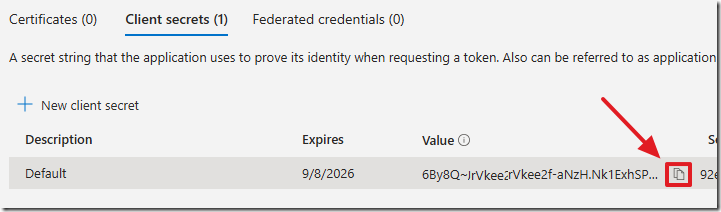 Certificates (0) Client secrets (1) Federated credentials (0)
A secret string that the application uses to prove its identity when requesting a token. Also can be referred to as application
New client secret
Description Expires Value Se
Default 9/8/2026 6By8Q~JrVkee2rVkee2f-aNzH.Nk1ExhSP... 92e